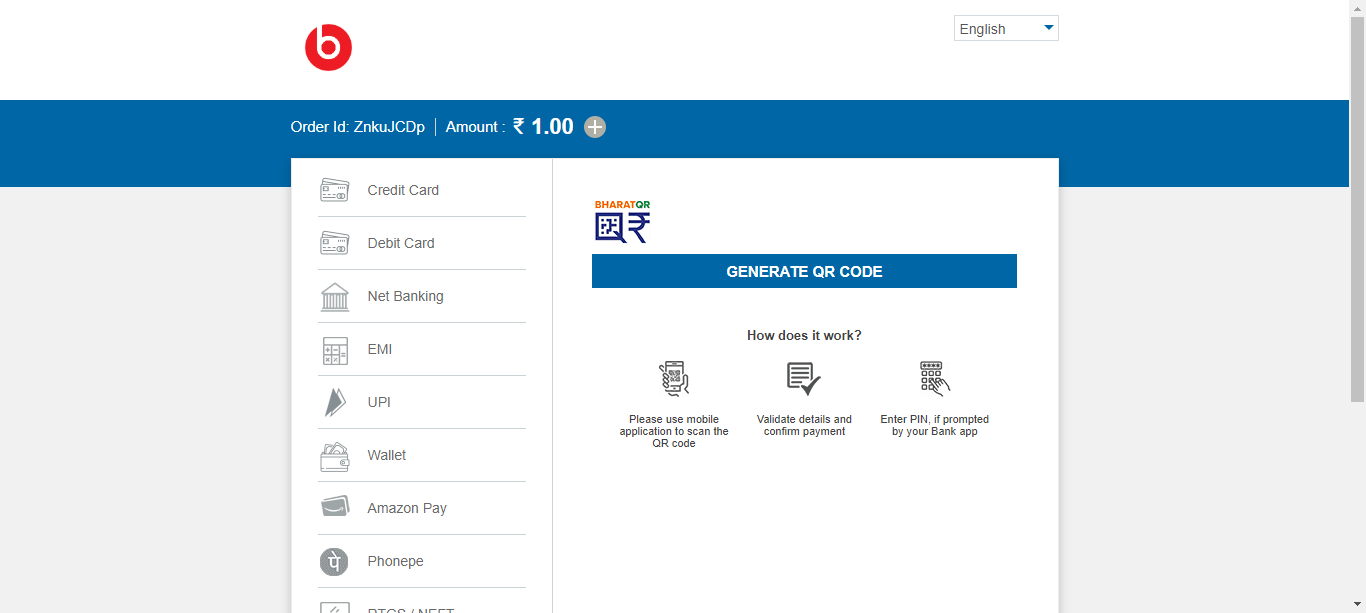 b
English
Order Id: ZnkuJCDp
Amount : ₹ 1.00
Credit Card
Debit Card
Net Banking
EMI
UPI
Wallet
Amazon Pay
Phonepe
RTGS / NEFT
BHARATQR
GENERATE QR CODE
How does it work?
Please use mobile
application to scan the
QR code
Validate details and
confirm payment
Enter PIN, if prompted
by your Bank app